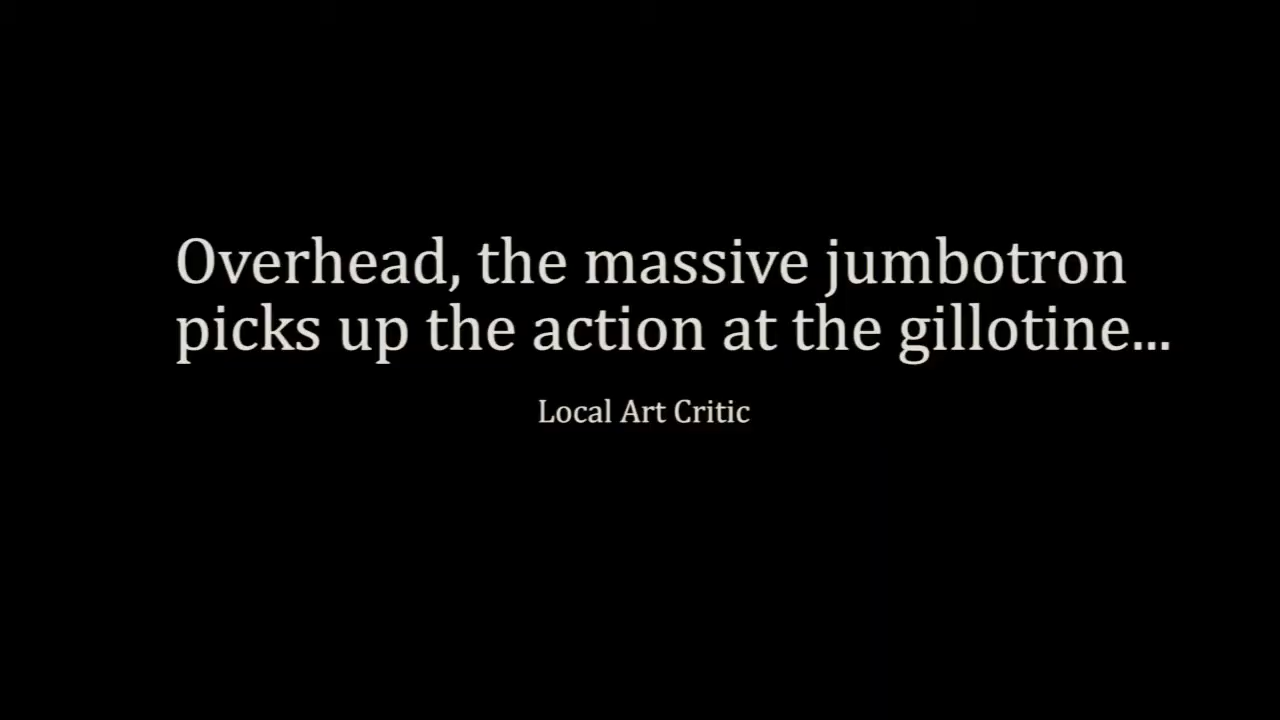 Overhead, the massive jumbotron
picks up the action at the gillotine...
Local Art Critic